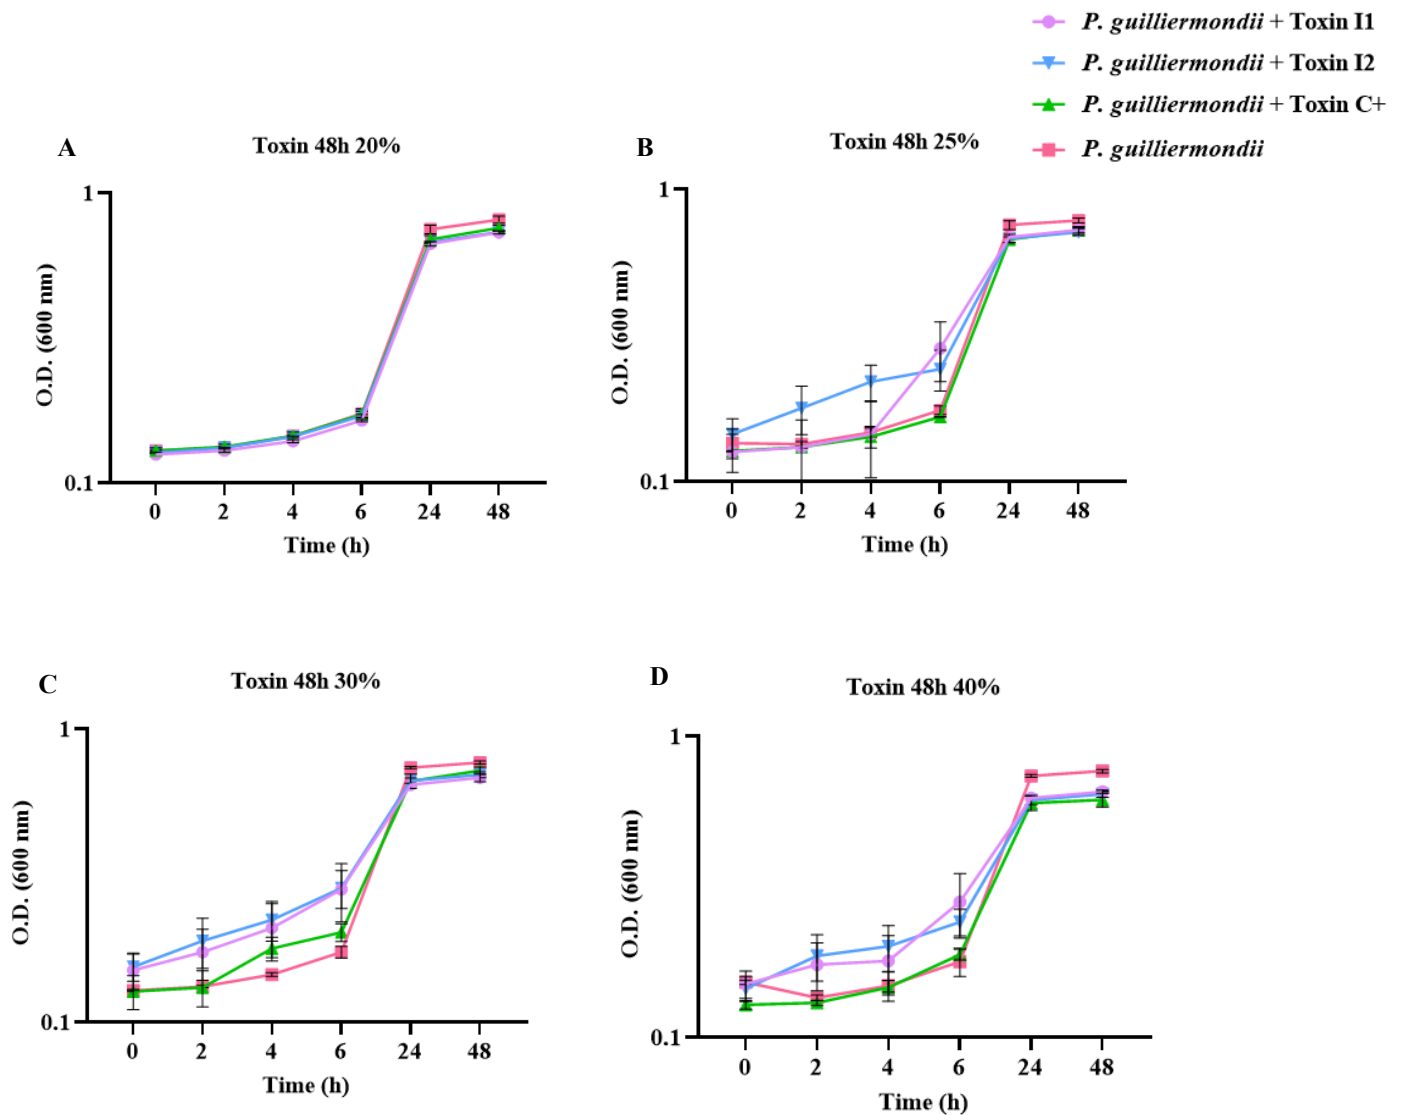 P. guilliermondii + Toxin I1
P. guilliermondii + Toxin I2
P. guilliermondii + Toxin C+
P. guilliermondii
A
Toxin 48h 20%
1
0.1
O.D. (600 nm)
0 2 4 6 24 48
Time (h)
B
Toxin 48h 25%
1
0.1
O.D. (600 nm)
0 2 4 6 24 48
Time (h)
C
Toxin 48h 30%
1
0.1
O.D. (600 nm)
0 2 4 6 24 48
Time (h)
D
Toxin 48h 40%
1
0.1
O.D. (600 nm)
0 2 4 6 24 48
Time (h)